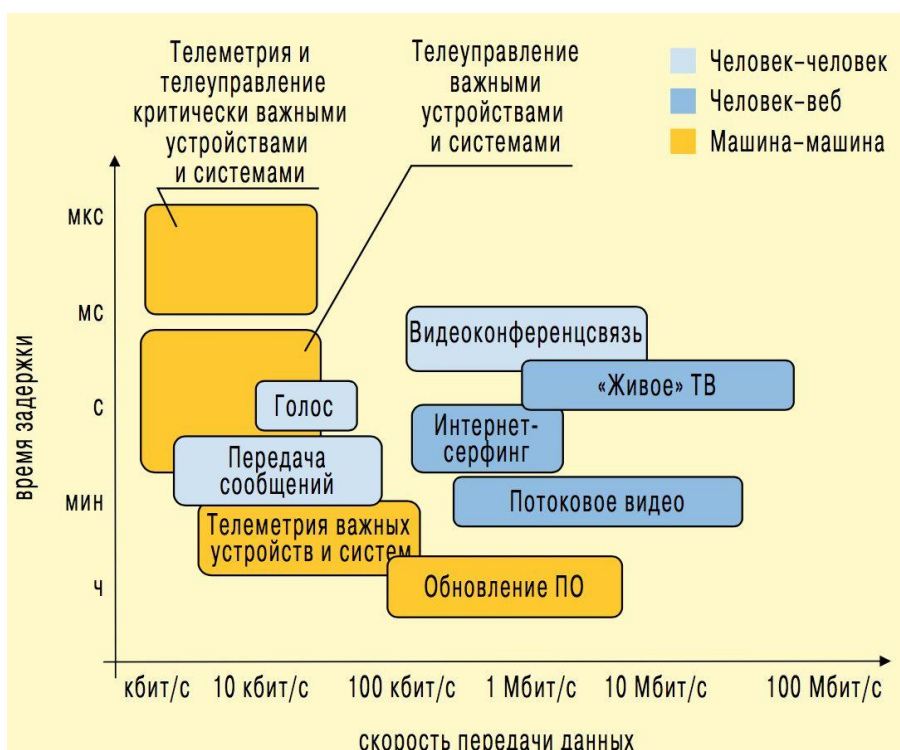 Телеметрия и
телеуправление
критически важными
устройствами
и системами
Телеуправление
важными
устройствами
и системами
Человек–человек
Человек–веб
Машина–машина
время задержки
мкс
мс
с
мин
ч
Видеоконференцсвязь
«Живое» ТВ
Голос
Интернет-
серфинг
Передача
сообщений
Потоковое видео
Телеметрия важных
устройств и систем
Обновление ПО
кбит/с
10 кбит/с
100 кбит/с
1 Мбит/с
10 Мбит/с
100 Мбит/с
скорость передачи данных